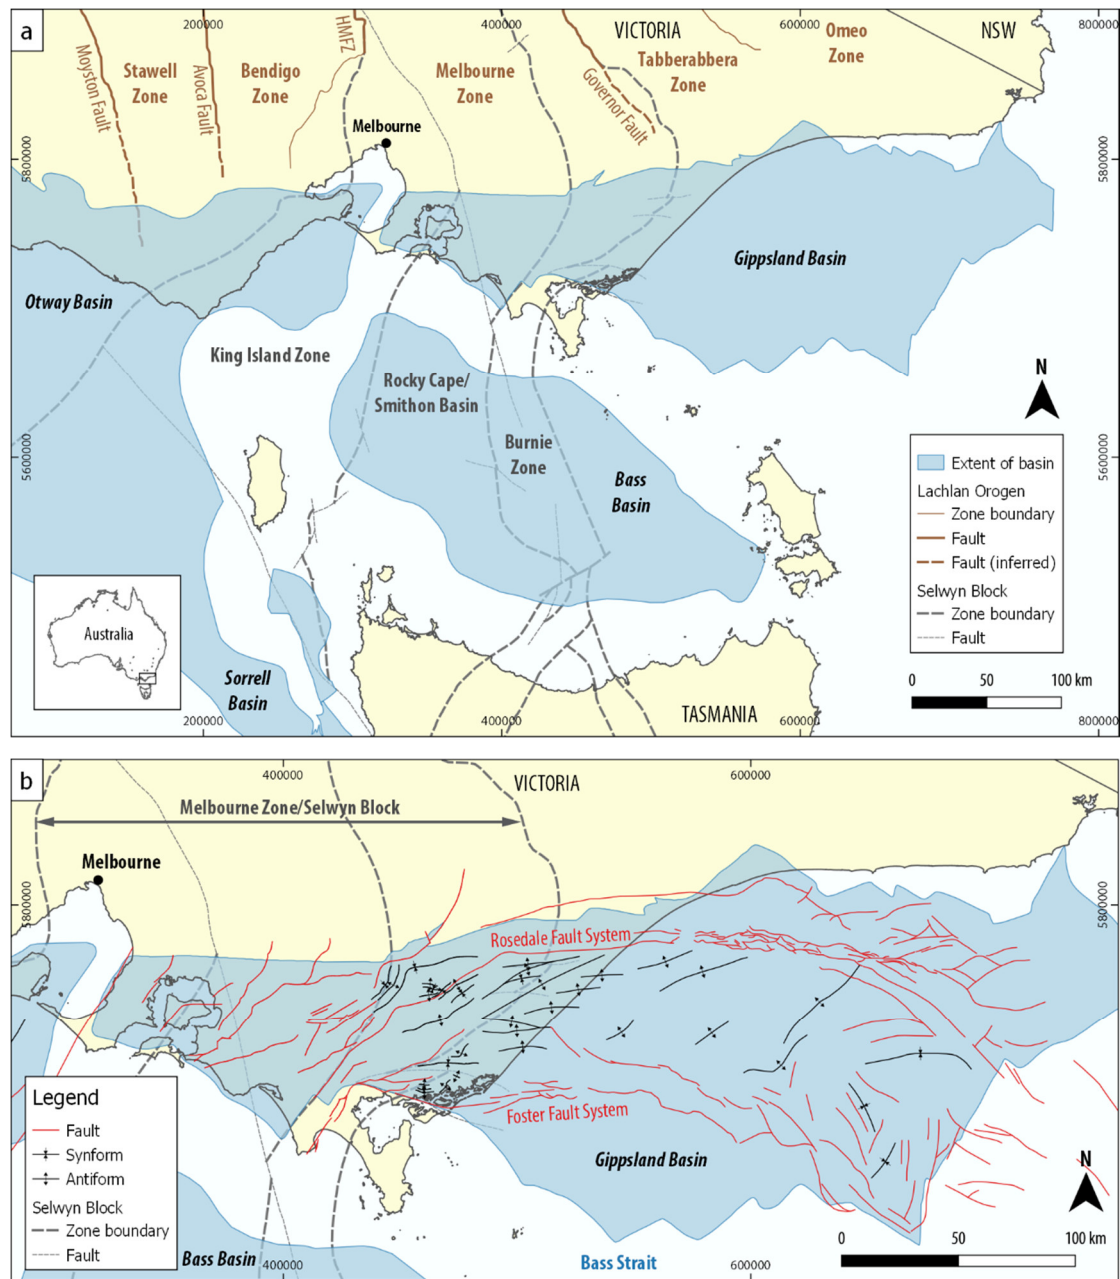 a
200000
400000
VICTORIA
600000
Omeo
Zone
NSW
800000
HMFZ
Moyston Fault
Stawell
Zone
Avoca Fault
Bendigo
Zone
Melbourne
Zone
Governor Fault
Tabberabbera
Zone
Melbourne
5800000
5800000
Otway Basin
Gippsland Basin
King Island Zone
Rocky Cape/
Smithon Basin
Burnie
Zone
Bass
Basin
5600000
5600000
N
Extent of basin
Lachlan Orogen
Zone boundary
Fault
Fault (inferred)
Selwyn Block
Zone boundary
Fault
0 50 100 km
Australia
Sorrell
Basin
TASMANIA
200000
400000
600000
800000
b
400000
VICTORIA
600000
Melbourne Zone/Selwyn Block
Melbourne
5800000
5800000
Rosedale Fault System
Foster Fault System
Gippsland Basin
Legend
Fault
Synform
Antiform
Selwyn Block
Zone boundary
Fault
Bass Basin
Bass Strait
N
0 50 100 km
400000
600000